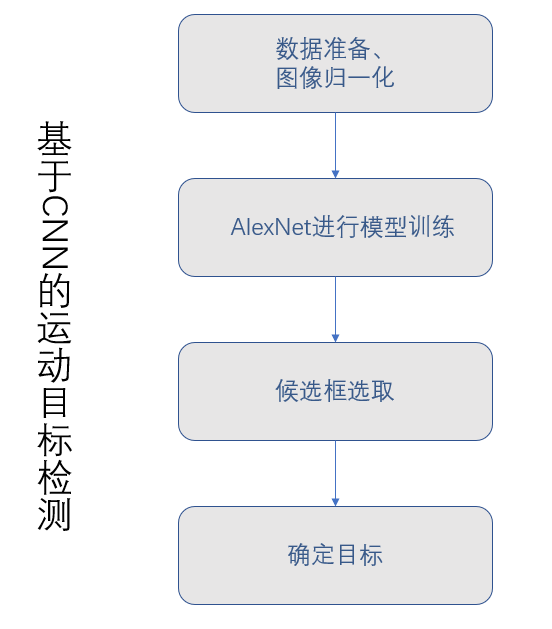 基于CNN的运动目标检测
数据准备、
图像归一化
AlexNet进行模型训练
候选框选取
确定目标